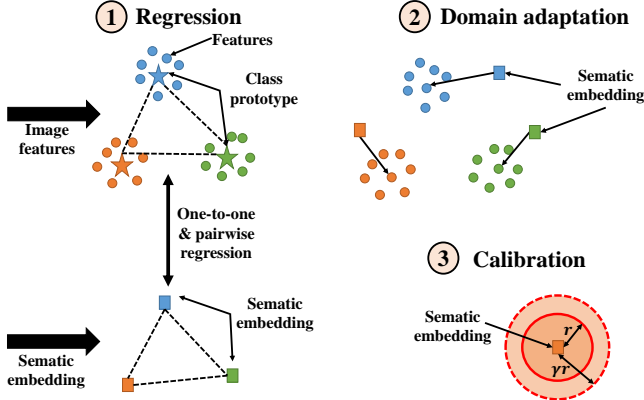 1 Regression
Features
Class
prototype
Image
features
One-to-one
& pairwise
regression
Sematic
embedding
Sematic
embedding
2 Domain adaptation
Sematic
embedding
3 Calibration
Sematic
embedding
r
γr